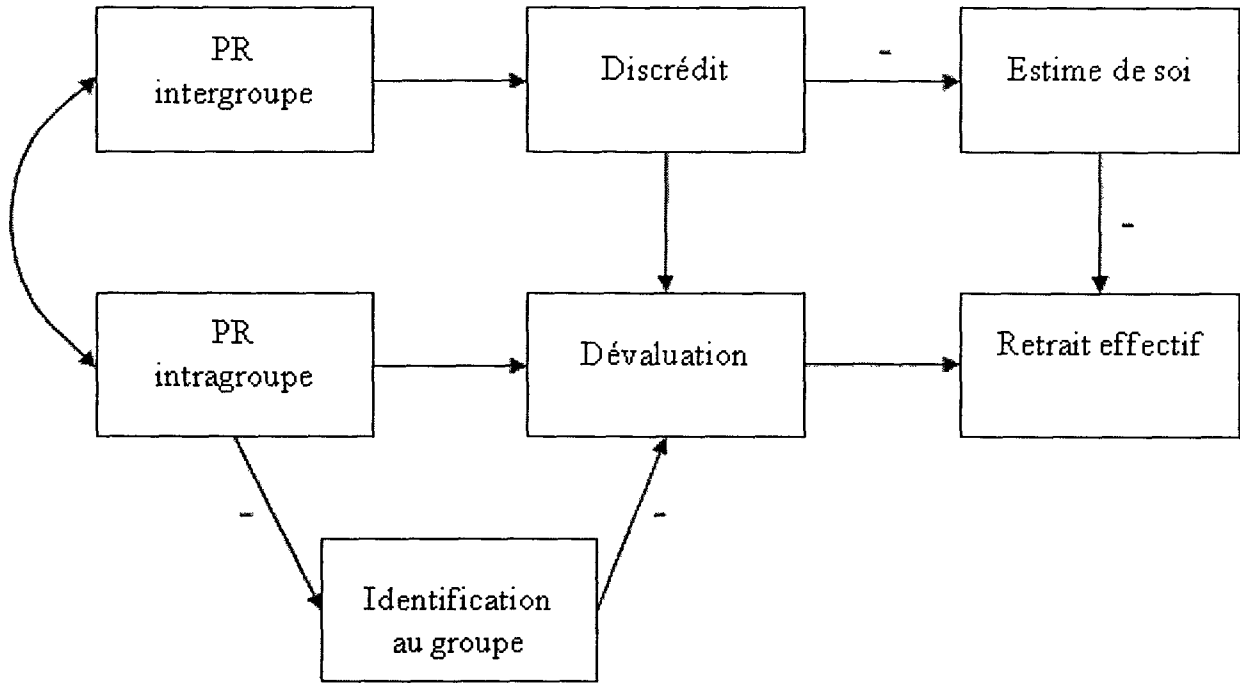 PR
intergroupe
Discrédit
-
Estime de soi
-
PR
intragroupe
Dévaluation
Retrait effectif
-
-
Identification
au groupe